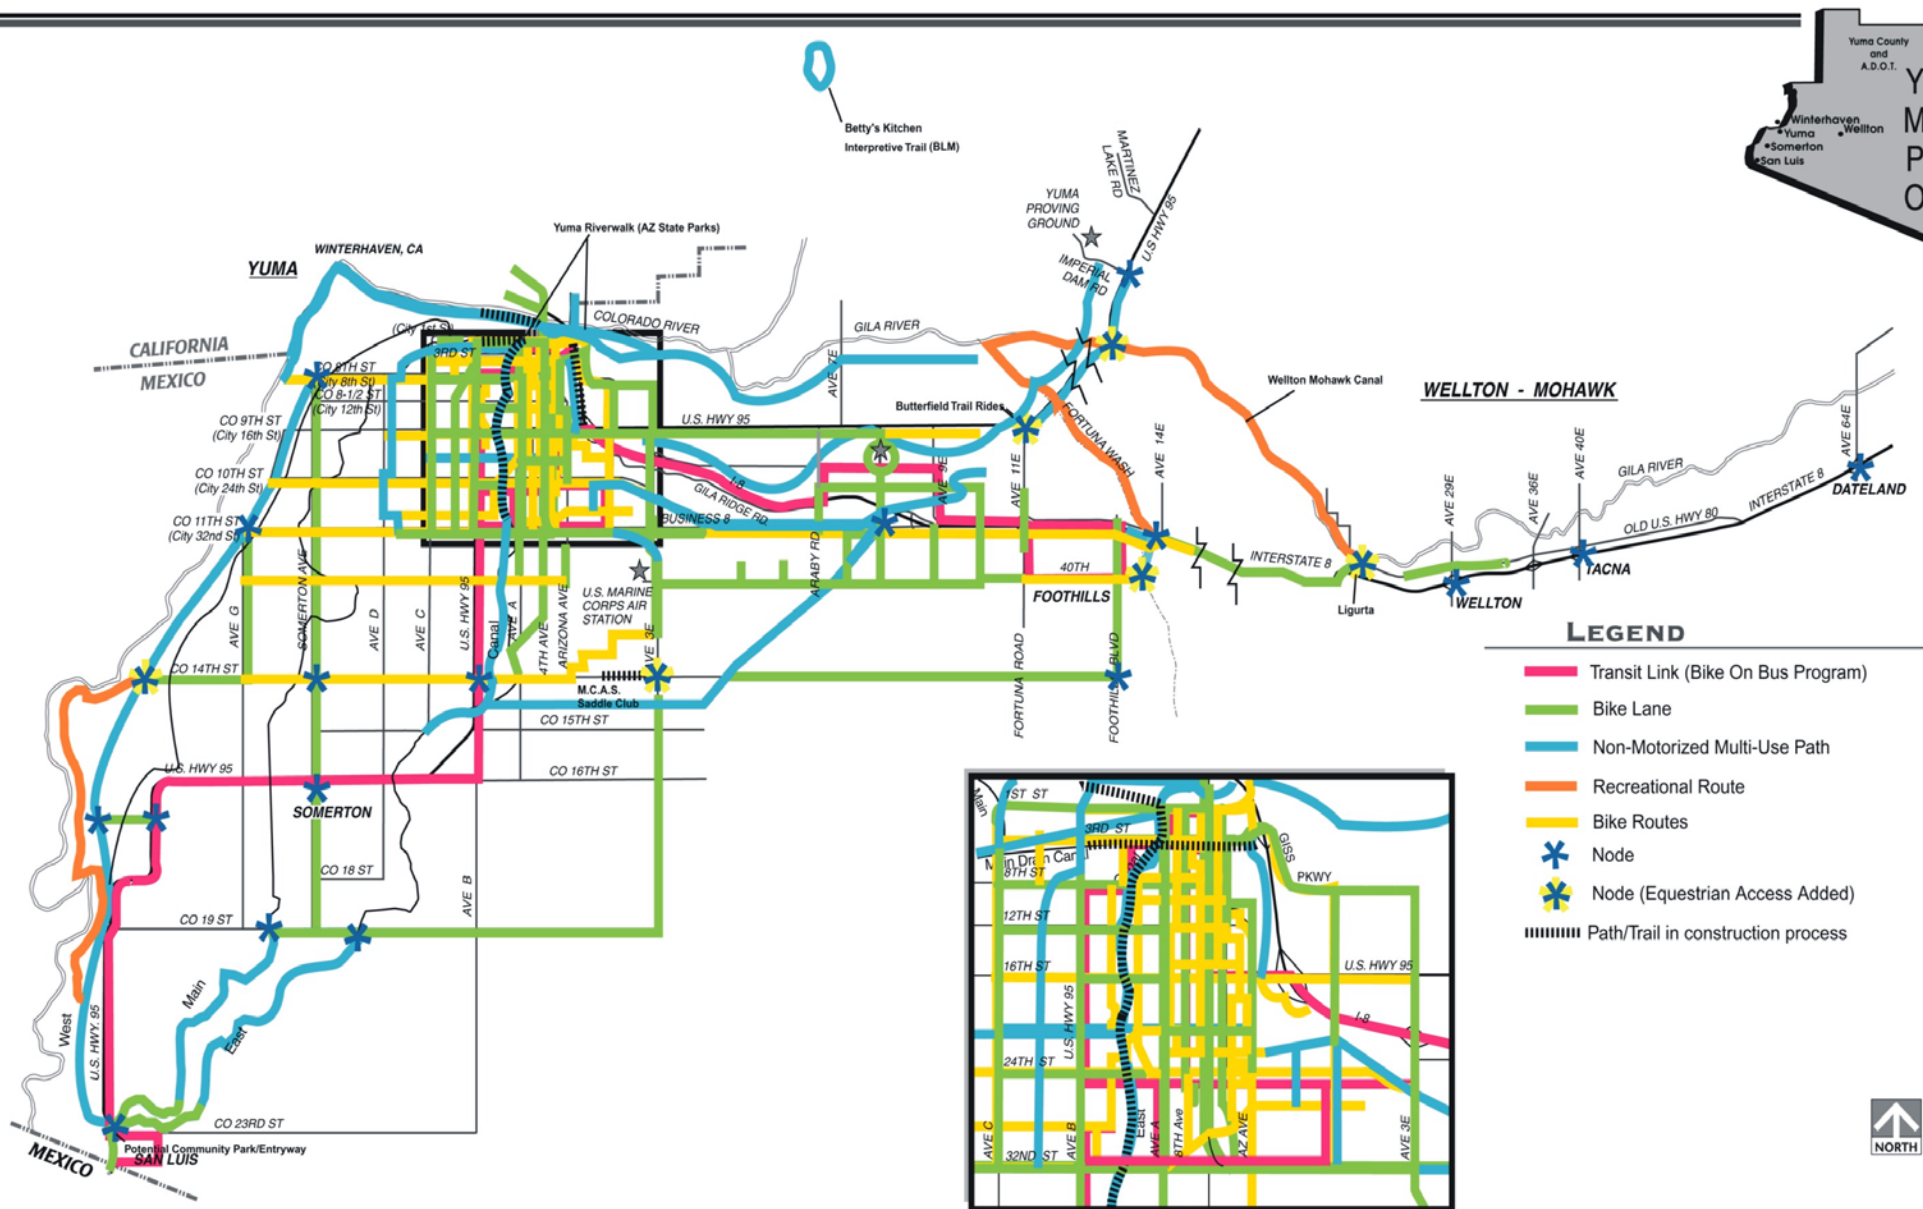 Yuma County
and
A.D.O.T.
Y
M
P
O
Winterhaven
Yuma
Wellton
Somerton
San Luis
Betty's Kitchen
Interpretive Trail (BLM)
MARTINEZ
LAKE RD
YUMA
PROVING
GROUND
U.S HWY 95
IMPERIAL
DAM RD
Yuma Riverwalk (AZ State Parks)
WINTERHAVEN, CA
YUMA
COLORADO RIVER
GILA RIVER
(City 1st St)
3RD ST
CALIFORNIA
MEXICO
CO 8TH ST
(City 8th St)
CO 8-1/2 ST
(City 12th St)
CO 9TH ST
(City 16th St)
CO 10TH ST
(City 24th St)
CO 11TH ST
(City 32nd St)
AVE 7E
U.S. HWY 95
Butterfield Trail Rides
Wellton Mohawk Canal
WELLTON - MOHAWK
FORTUNA WASH
AVE 14E
AVE 11E
AVE 9E
I-8
GILA RIDGE RD
BUSINESS 8
ARABY RD
AVE 29E
AVE 36E
AVE 40E
AVE 64E
GILA RIVER
INTERSTATE 8
DATELAND
OLD U.S. HWY 80
INTERSTATE 8
TACNA
WELLTON
Ligurta
40TH
FOOTHILLS
U.S. MARINE
CORPS AIR
STATION
AVE G
SOMERTON AVE
AVE D
AVE C
U.S. HWY 95
Canal
AVE A
4TH AVE
ARIZONA AVE
AVE 3E
FORTUNA ROAD
FOOTHILL BLVD
CO 14TH ST
M.C.A.S.
Saddle Club
CO 15TH ST
U.S. HWY 95
CO 16TH ST
SOMERTON
CO 18 ST
AVE B
CO 19 ST
Main
East
West
U.S. HWY. 95
CO 23RD ST
Potential Community Park/Entryway
SAN LUIS
MEXICO
LEGEND
Transit Link (Bike On Bus Program)
Bike Lane
Non-Motorized Multi-Use Path
Recreational Route
Bike Routes
Node
Node (Equestrian Access Added)
Path/Trail in construction process
Main
1ST ST
3RD ST
Main Drain Canal
8TH ST
GISS
PKWY
12TH ST
16TH ST
U.S. HWY 95
U.S. HWY 95
I-8
24TH ST
AVE C
AVE B
East
AVE A
8TH Ave
AZ AVE
AVE 3E
32ND ST
NORTH